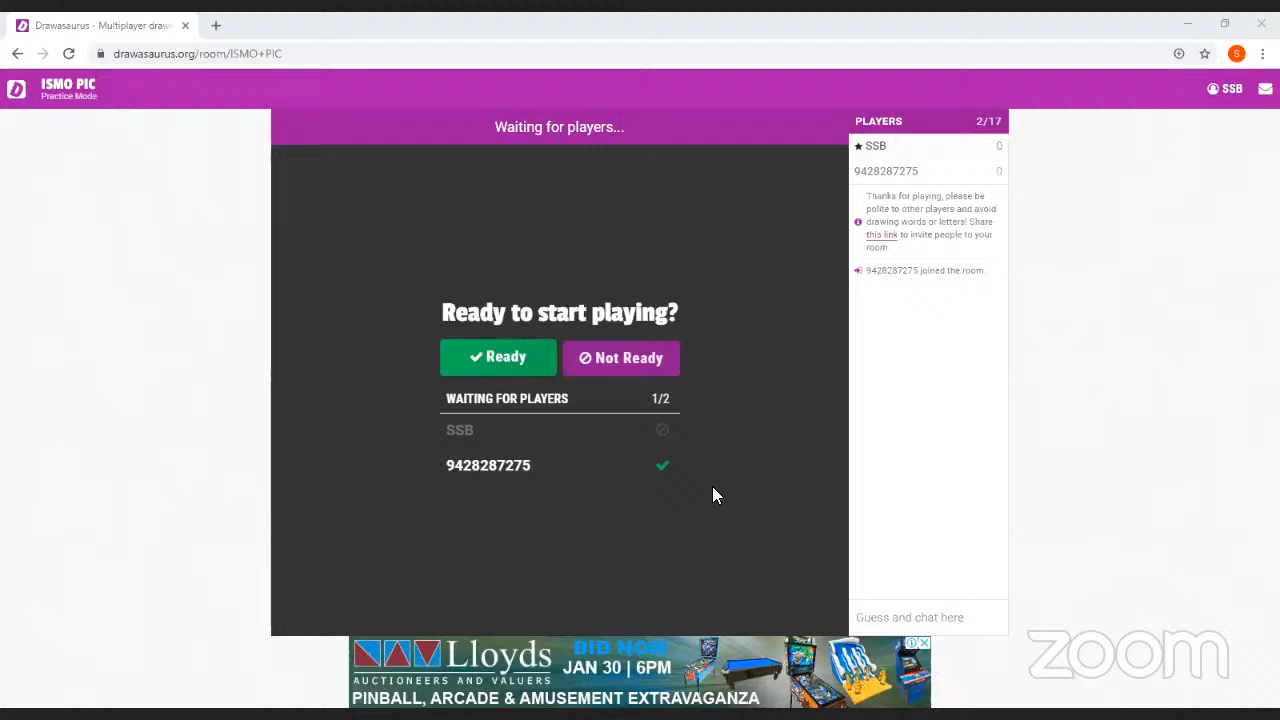 Drawasaurus - Multiplayer draw
drawasaurus.org/room/ISMO+PIC
S
ISMO PIC
Practice Mode
SSB
Waiting for players...
PLAYERS 2/17
SSB 0
9428287275 0
Thanks for playing, please be
polite to other players and avoid
drawing words or letters! Share
this link to invite people to your
room.
9428287275 joined the room.
Ready to start playing?
Ready
Not Ready
WAITING FOR PLAYERS 1/2
SSB
9428287275
Guess and chat here
Lloyds
AUCTIONEERS AND VALUERS
BID NOW
JAN 30 | 6PM
PINBALL, ARCADE & AMUSEMENT EXTRAVAGANZA
zoom